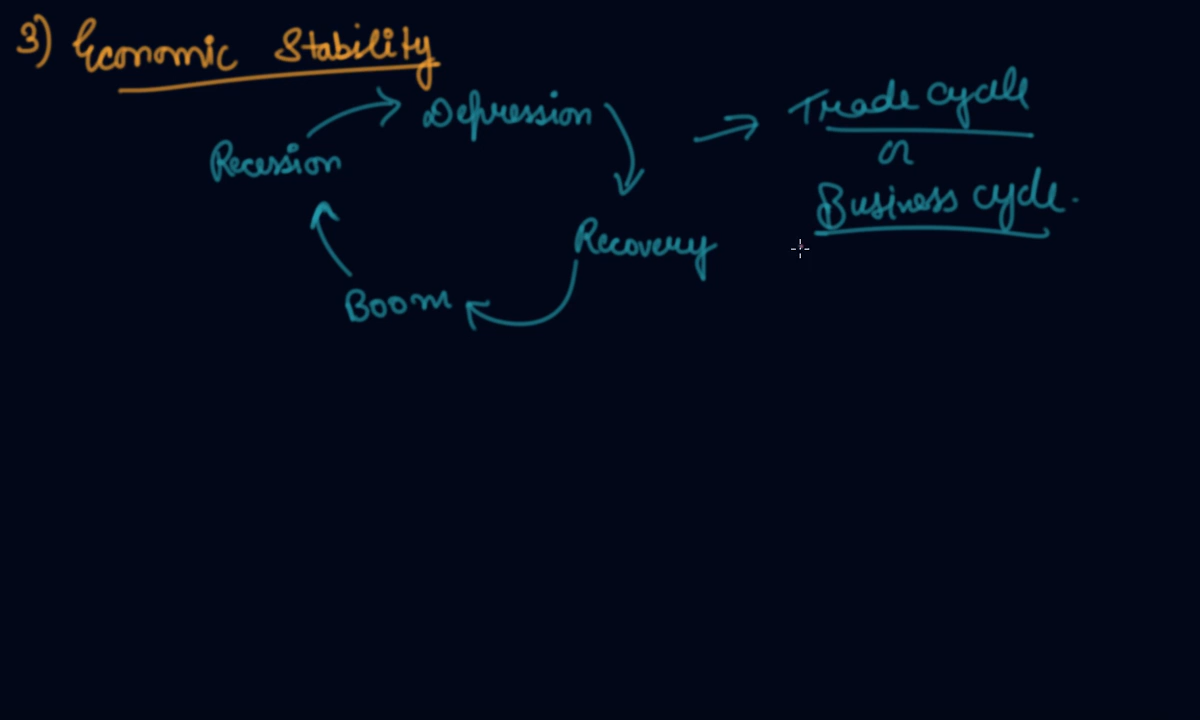 3) Economic Stability
Depression
Recession
Recovery
Boom
Trade cycle
or
Business cycle.